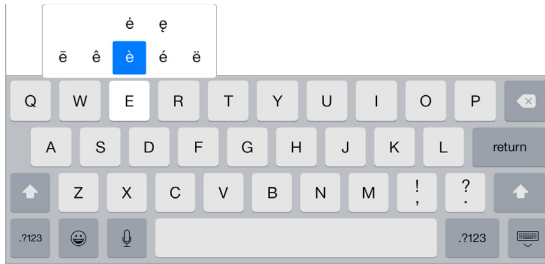 ė ę
ē ê è é ë
Q W E R T Y U I O P
A S D F G H J K L return
Z X C V B N M ! , ? .
.?123 .?123